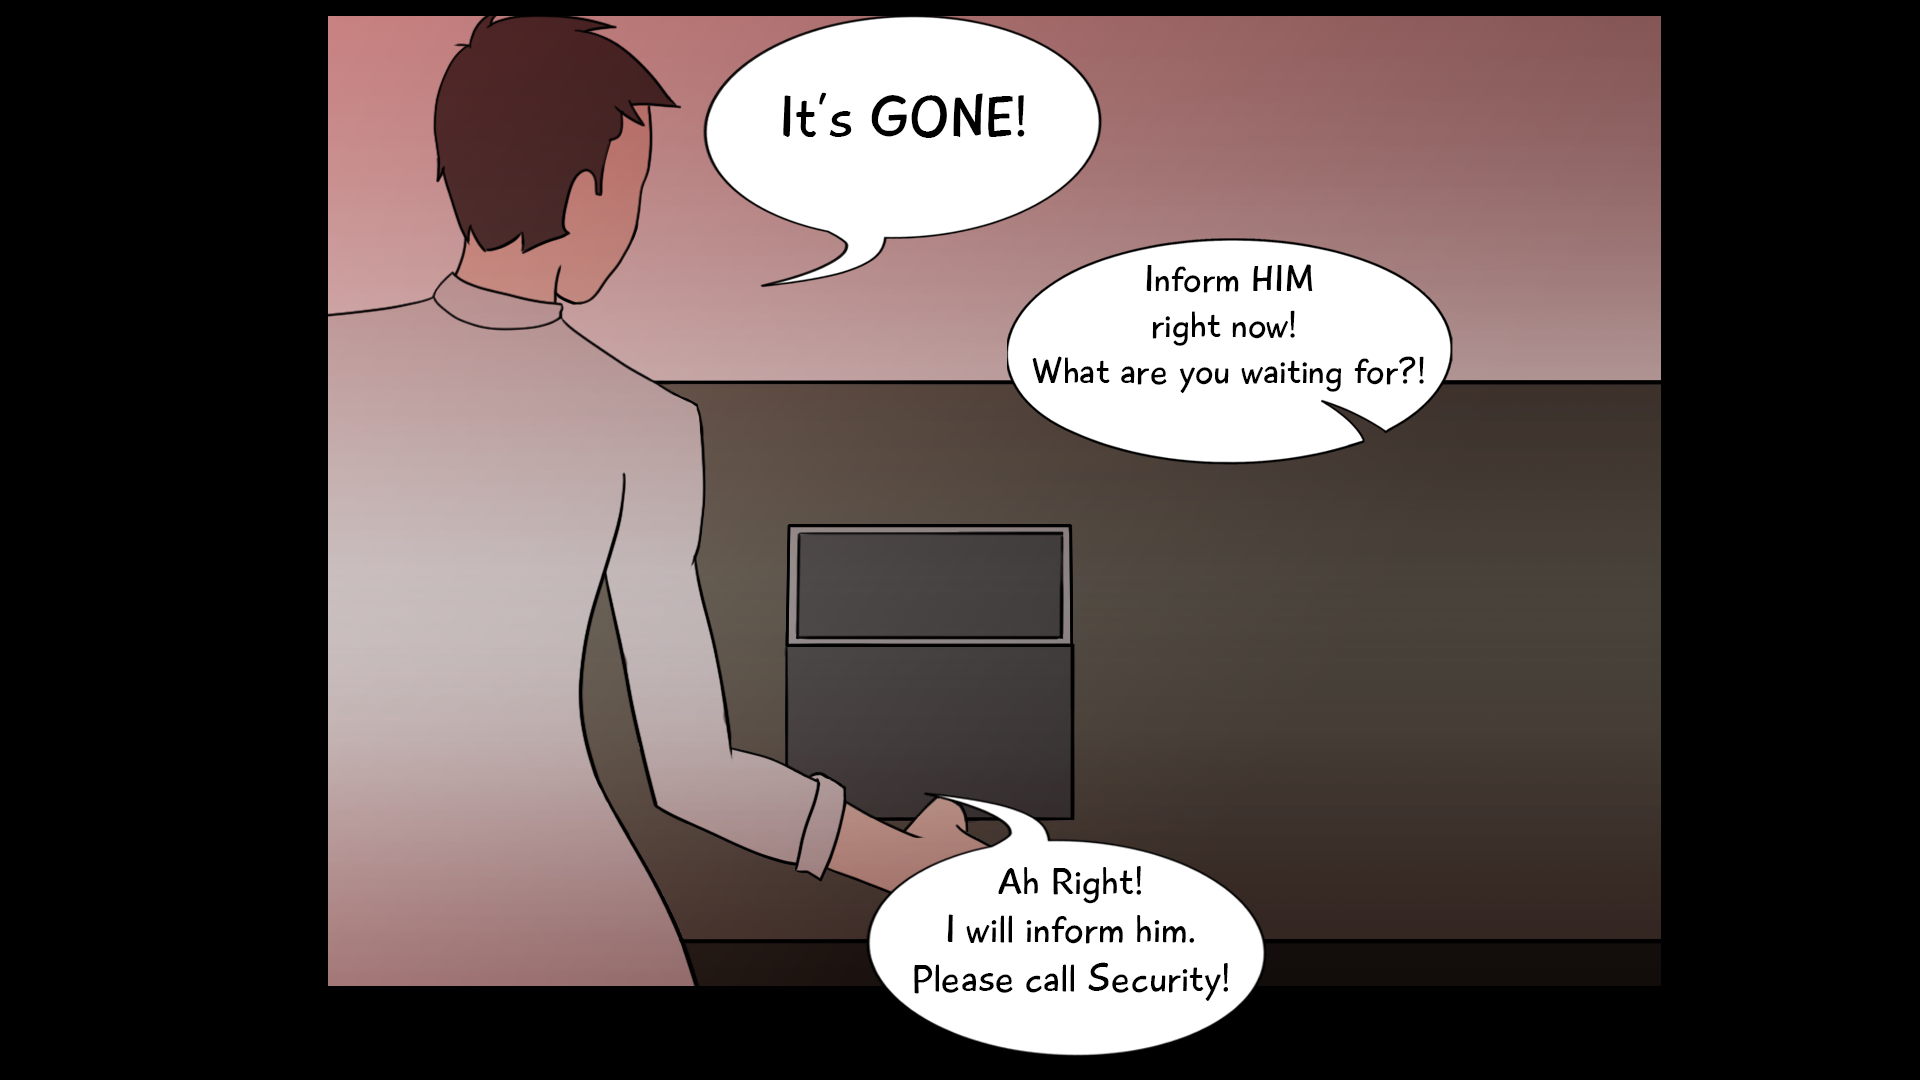 It's GONE!
Inform HIM
right now!
What are you waiting for?!
Ah Right!
I will inform him.
Please call Security!